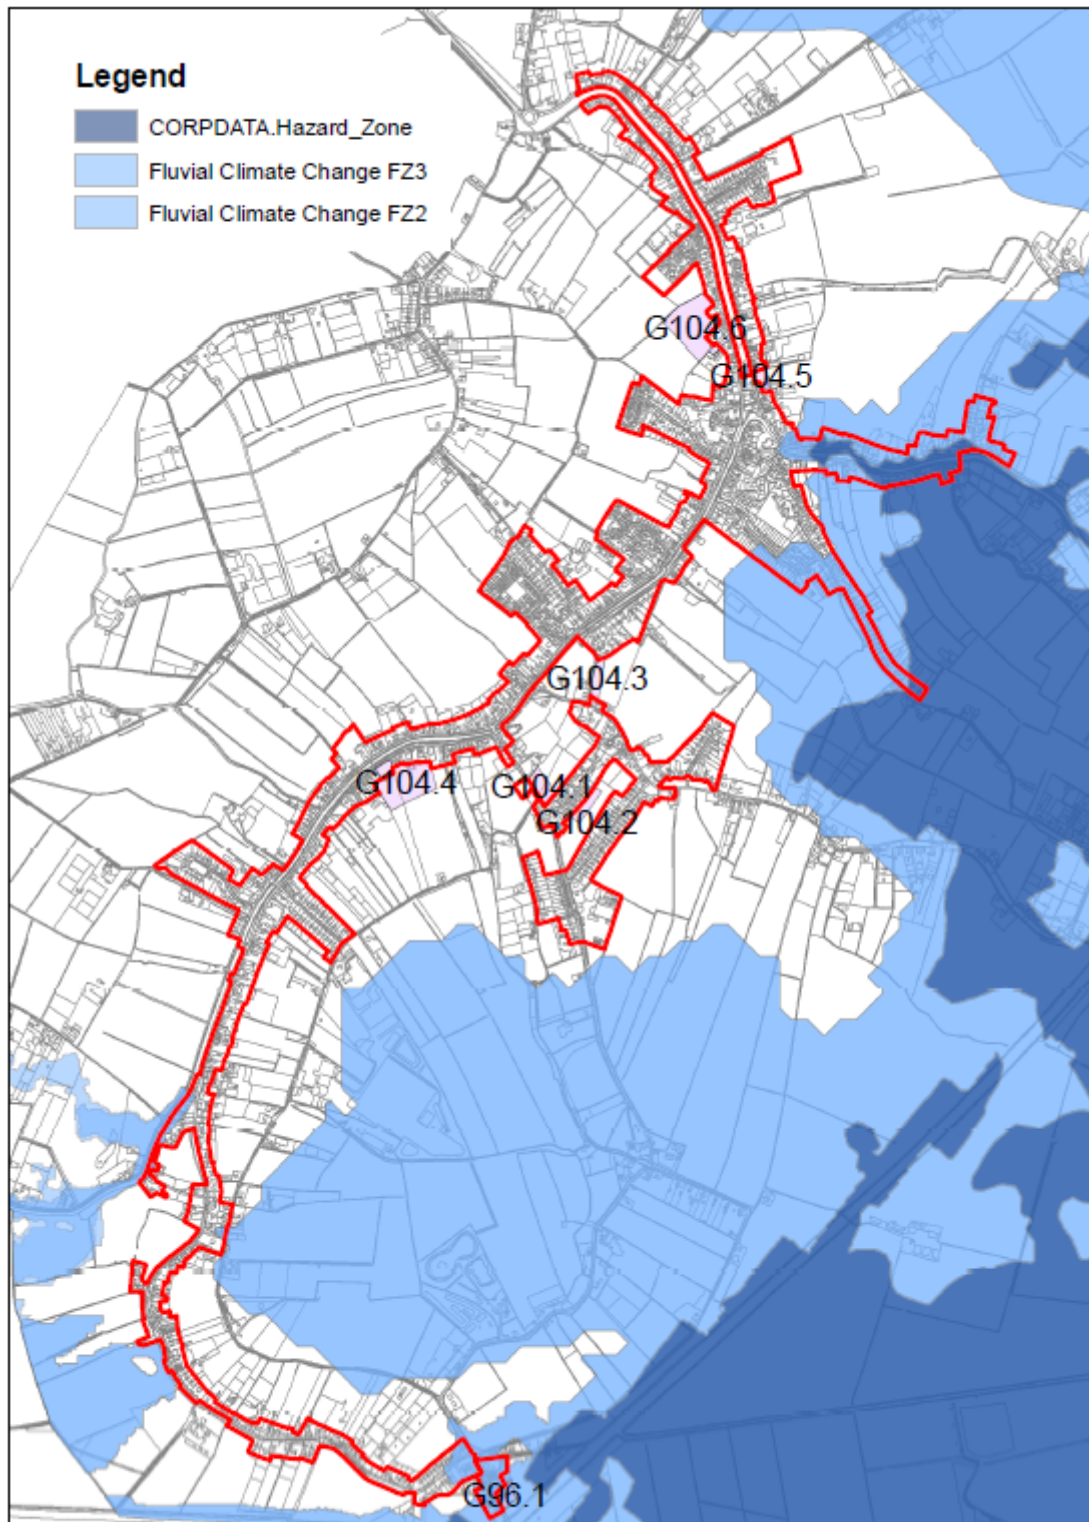 Legend
CORPDATA.Hazard_Zone
Fluvial Climate Change FZ3
Fluvial Climate Change FZ2
G104.6
G104.5
G104.3
G104.4
G104.1
G104.2
G96.1